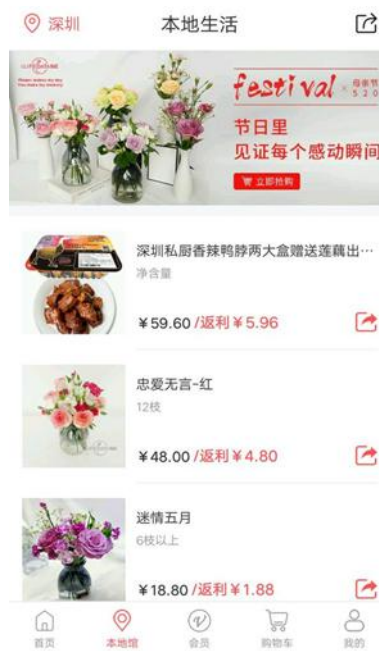 深圳
本地生活
festival × 母亲节
520
节日里
见证每个感动瞬间
立即抢购
深圳私厨香辣鸭脖两大盒赠送莲藕出…
净含量
￥59.60 /返利￥5.96
忠爱无言-红
12枝
￥48.00 /返利￥4.80
迷情五月
6枝以上
￥18.80 /返利￥1.88
首页
本地馆
会员
购物车
我的